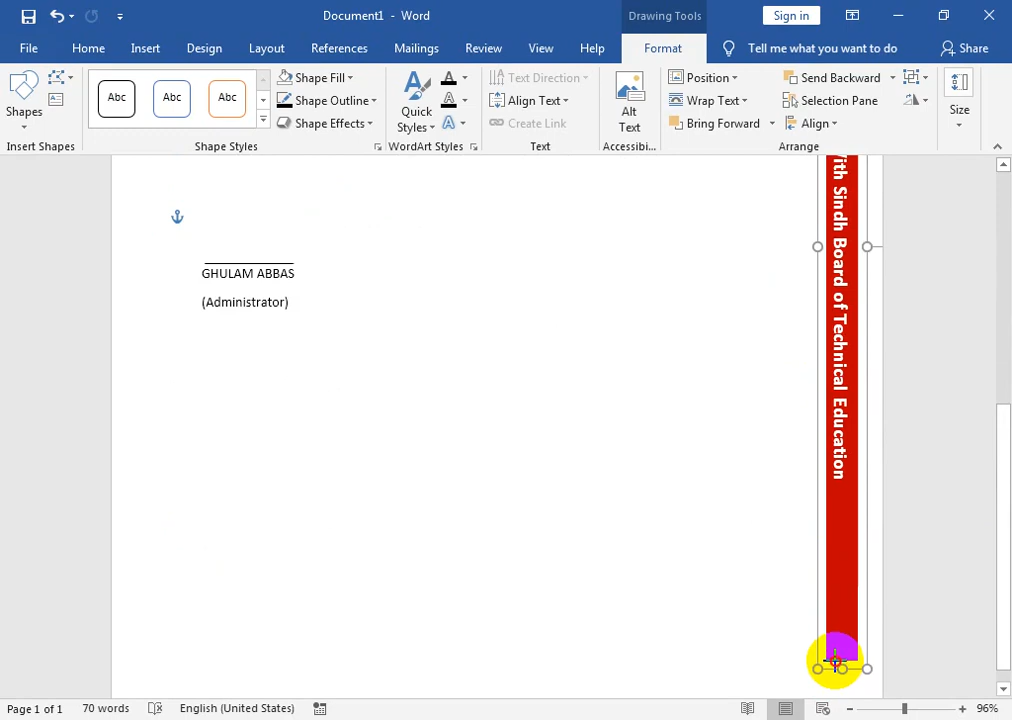 Document1 - Word
Drawing Tools
Sign in
File
Home
Insert
Design
Layout
References
Mailings
Review
View
Help
Format
Tell me what you want to do
Share
Shapes
Abc
Abc
Abc
Shape Fill
Shape Outline
Shape Effects
Quick
Styles
Text Direction
Align Text
Create Link
Alt
Text
Position
Wrap Text
Bring Forward
Send Backward
Selection Pane
Align
Size
Insert Shapes
Shape Styles
WordArt Styles
Text
Accessibi...
Arrange
With Sindh Board of Technical Education
GHULAM ABBAS
(Administrator)
Page 1 of 1
70 words
English (United States)
96%